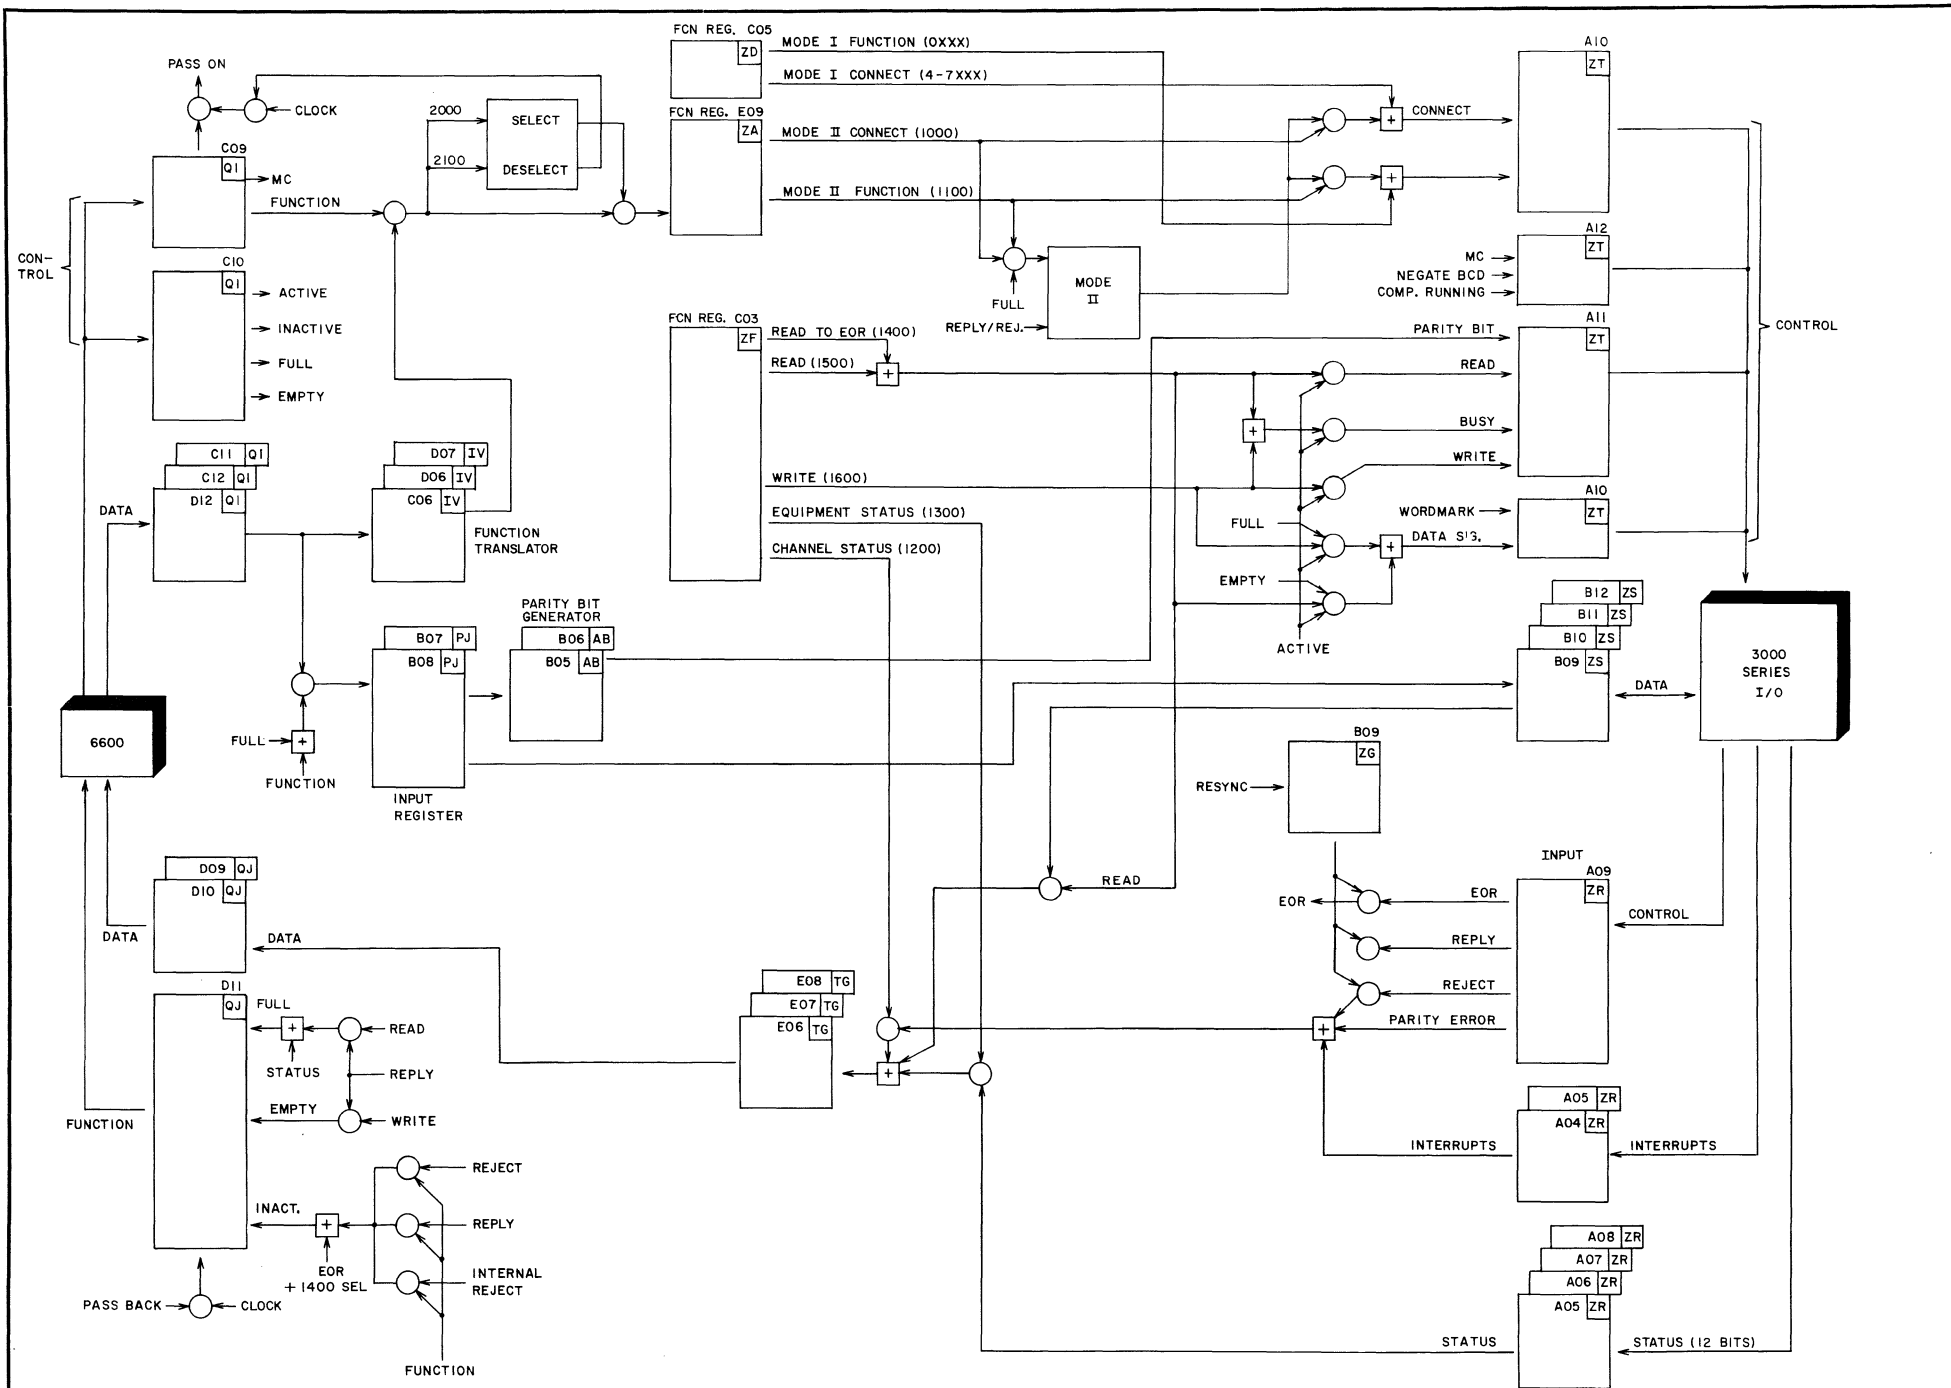 PASS ON
CLOCK
C09
QI
MC
FUNCTION
CON-
TROL
C10
QI
ACTIVE
INACTIVE
FULL
EMPTY
2000
2100
SELECT
DESELECT
FCN REG. C05
ZD
MODE I FUNCTION (0XXX)
MODE I CONNECT (4-7XXX)
FCN REG. E09
ZA
MODE II CONNECT (1000)
MODE II FUNCTION (1100)
FULL
REPLY/REJ.
MODE
II
CONNECT
A10
ZT
A12
ZT
MC
NEGATE BCD
COMP. RUNNING
A11
ZT
PARITY BIT
READ
BUSY
WRITE
CONTROL
FCN REG. C03
ZF
READ TO EOR (1400)
READ (1500)
WRITE (1600)
EQUIPMENT STATUS (1300)
CHANNEL STATUS (1200)
FULL
EMPTY
ACTIVE
WORDMARK
DATA SIG.
A10
ZT
C11 QI
C12 QI
D12 QI
DATA
D07 IV
D06 IV
C06 IV
FUNCTION
TRANSLATOR
PARITY BIT
GENERATOR
B07 PJ
B08 PJ
B06 AB
B05 AB
FULL
FUNCTION
INPUT
REGISTER
6600
B12 ZS
B11 ZS
B10 ZS
B09 ZS
DATA
3000
SERIES
I/O
B09
ZG
RESYNC
READ
D09 QJ
D10 QJ
DATA
DATA
INPUT
A09
ZR
EOR
EOR
REPLY
REJECT
PARITY ERROR
CONTROL
E08 TG
E07 TG
E06 TG
D11
QJ
FULL
READ
STATUS
REPLY
EMPTY
WRITE
FUNCTION
REJECT
INACT.
REPLY
EOR
+1400 SEL
INTERNAL
REJECT
PASS BACK
CLOCK
FUNCTION
A05 ZR
A04 ZR
INTERRUPTS
INTERRUPTS
A08 ZR
A07 ZR
A06 ZR
A05 ZR
STATUS
STATUS (12 BITS)